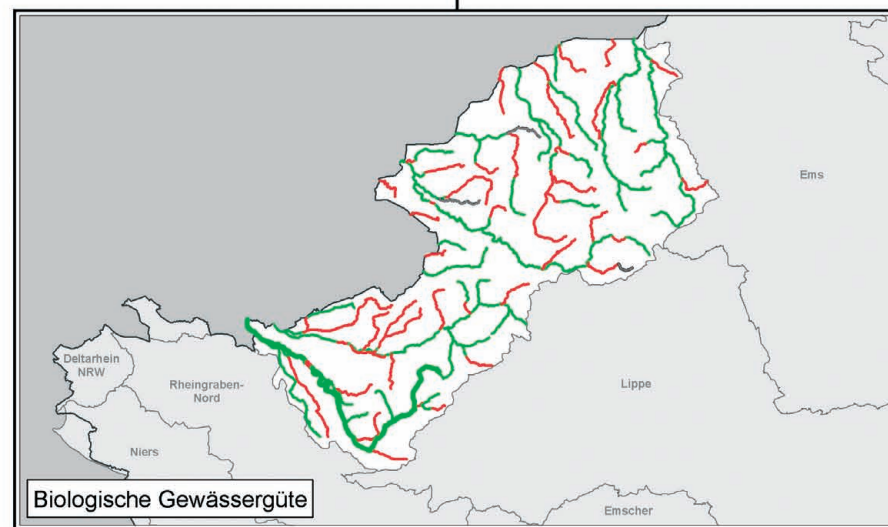 Ems
Deltarhein
NRW
Rheingraben-
Nord
Lippe
Niers
Biologische Gewässergüte
Emscher